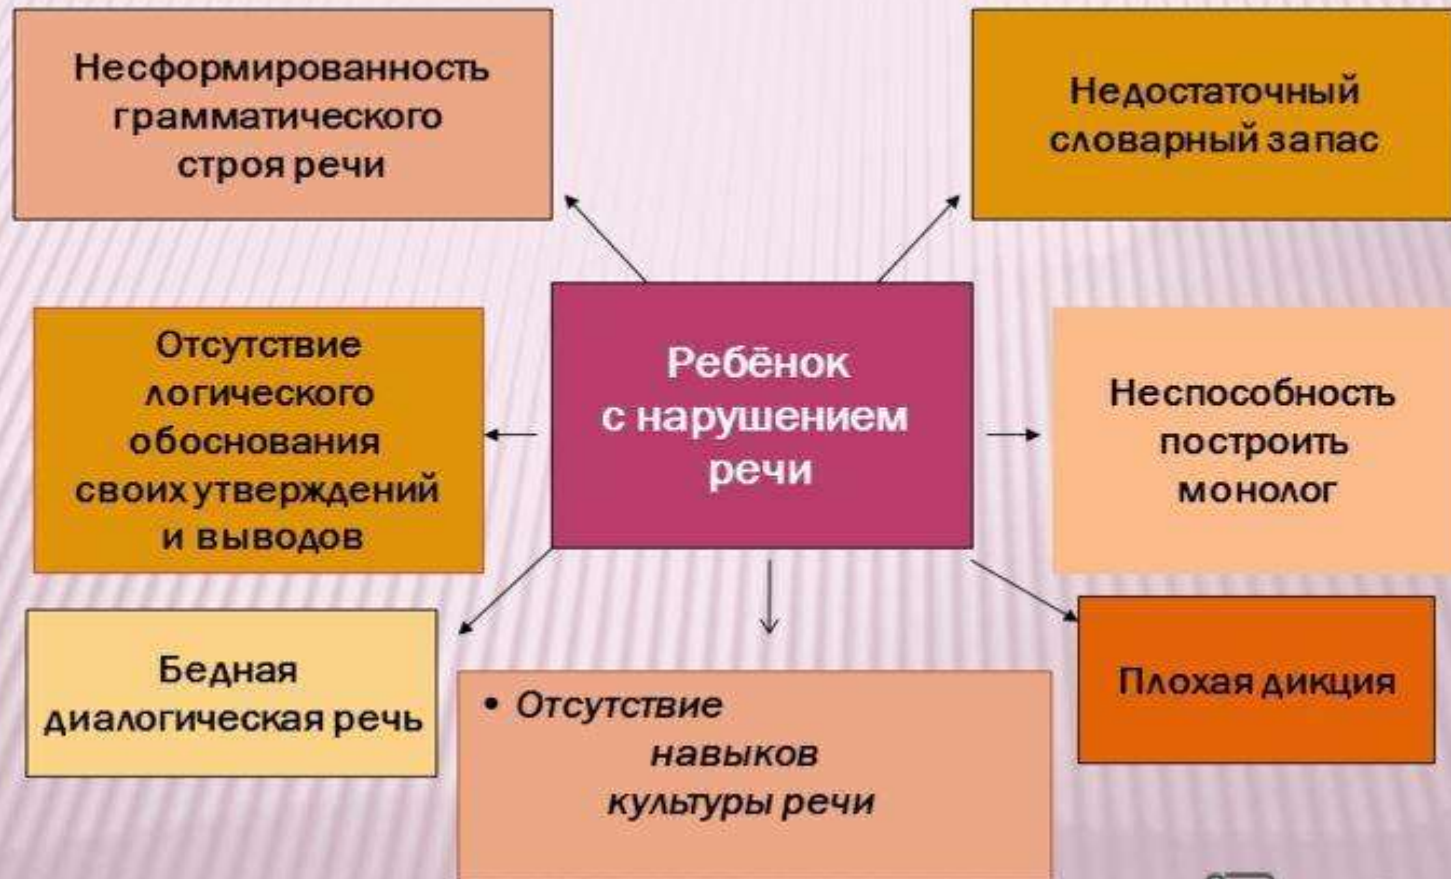 Несформированность
грамматического
строя речи
Недостаточный
словарный запас
Отсутствие
логического
обоснования
своих утверждений
и выводов
Ребёнок
с нарушением
речи
Неспособность
построить
монолог
Бедная
диалогическая речь
• Отсутствие
навыков
культуры речи
Плохая дикция